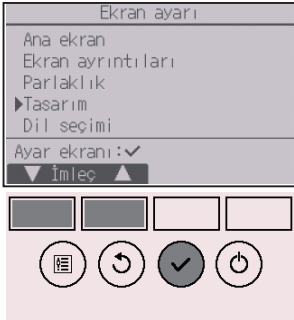 Ekran ayarı
Ana ekran
Ekran ayrıntıları
Parlaklık
▶Tasarım
Dil seçimi
Ayar ekranı:✓
▼ İmleç ▲